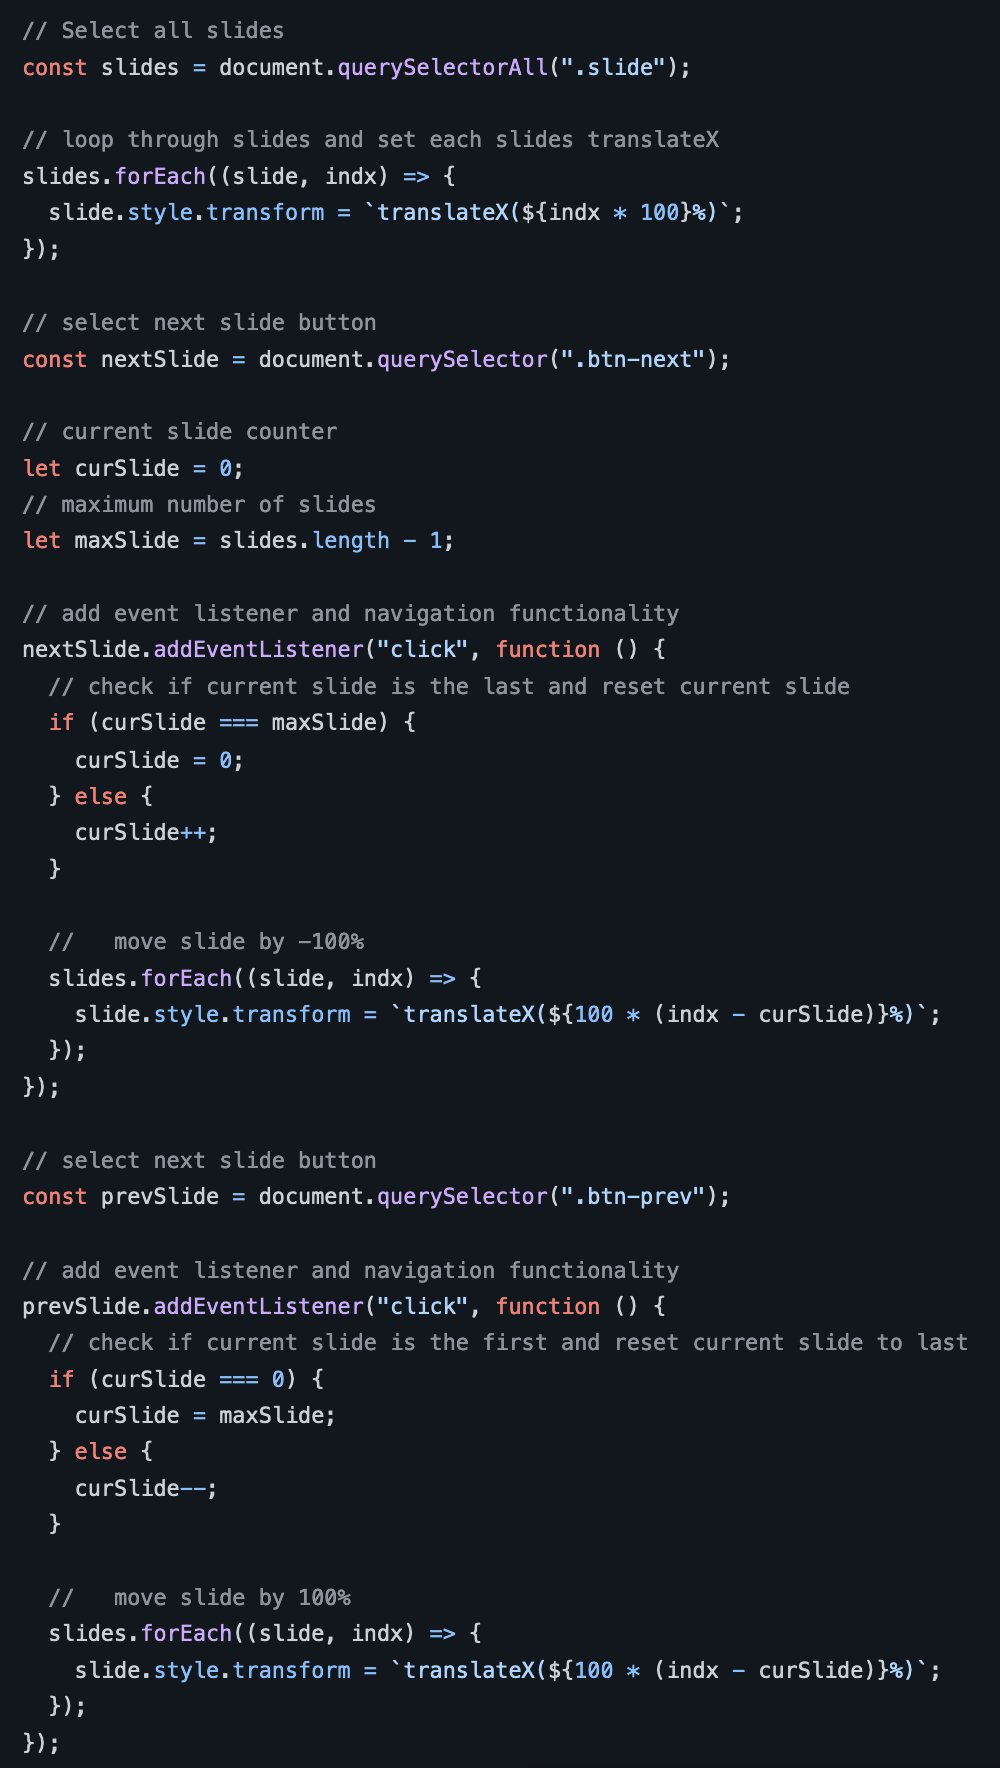 // Select all slides
const slides = document.querySelectorAll(".slide");

// loop through slides and set each slides translateX
slides.forEach((slide, indx) => {
  slide.style.transform = `translateX(${indx * 100}%)`;
});

// select next slide button
const nextSlide = document.querySelector(".btn-next");

// current slide counter
let curSlide = 0;
// maximum number of slides
let maxSlide = slides.length - 1;

// add event listener and navigation functionality
nextSlide.addEventListener("click", function () {
  // check if current slide is the last and reset current slide
  if (curSlide === maxSlide) {
    curSlide = 0;
  } else {
    curSlide++;
  }

  //   move slide by -100%
  slides.forEach((slide, indx) => {
    slide.style.transform = `translateX(${100 * (indx - curSlide)}%)`;
  });
});

// select next slide button
const prevSlide = document.querySelector(".btn-prev");

// add event listener and navigation functionality
prevSlide.addEventListener("click", function () {
  // check if current slide is the first and reset current slide to last
  if (curSlide === 0) {
    curSlide = maxSlide;
  } else {
    curSlide--;
  }

  //   move slide by 100%
  slides.forEach((slide, indx) => {
    slide.style.transform = `translateX(${100 * (indx - curSlide)}%)`;
  });
});